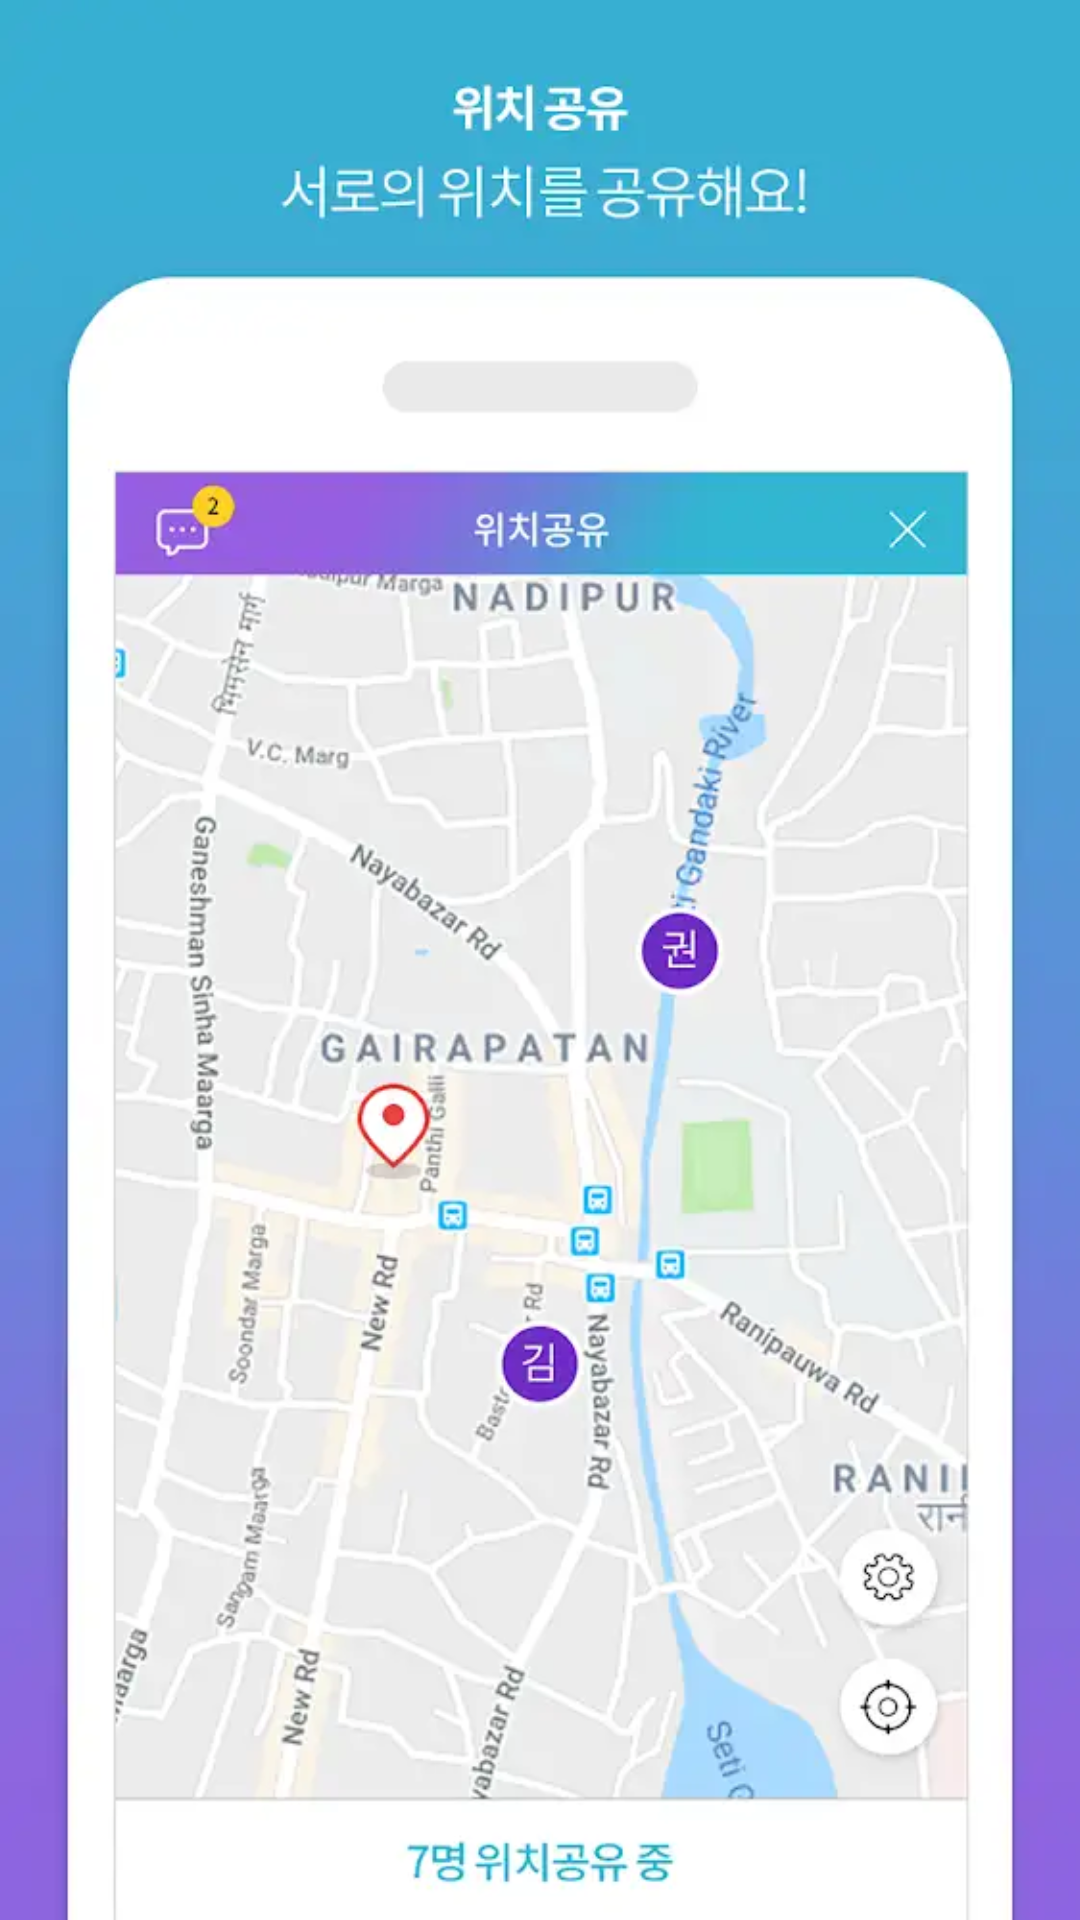 위치 공유
서로의 위치를 공유해요!
2
위치공유
NADIPUR
भिमसेन मार्ग
V.C. Marg
Gandaki River
Ganeshman Sinha Maarga
Nayabazar Rd
권
GAIRAPATAN
Panthi Galli
Soondar Marga
New Rd
Rd
김
Nayabazar Rd
Ranipauwa Rd
Sangam Maarga
New Rd
Seti
7명 위치공유 중